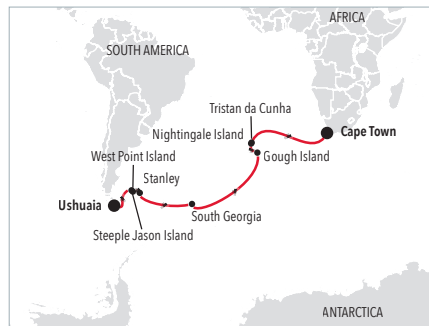 AFRICA
SOUTH AMERICA
Tristan da Cunha
Nightingale Island
Cape Town
Gough Island
West Point Island
Stanley
Ushuaia
South Georgia
Steeple Jason Island
ANTARCTICA